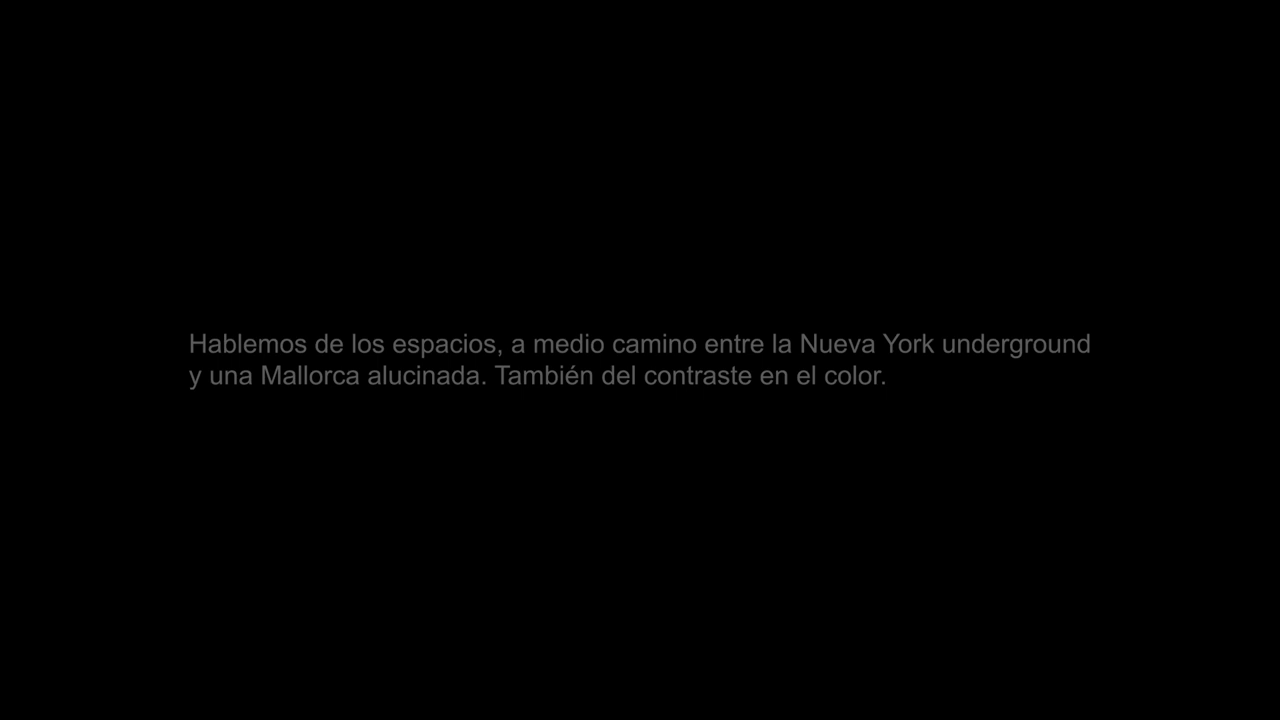 Hablemos de los espacios, a medio camino entre la Nueva York underground
y una Mallorca alucinada. También del contraste en el color.